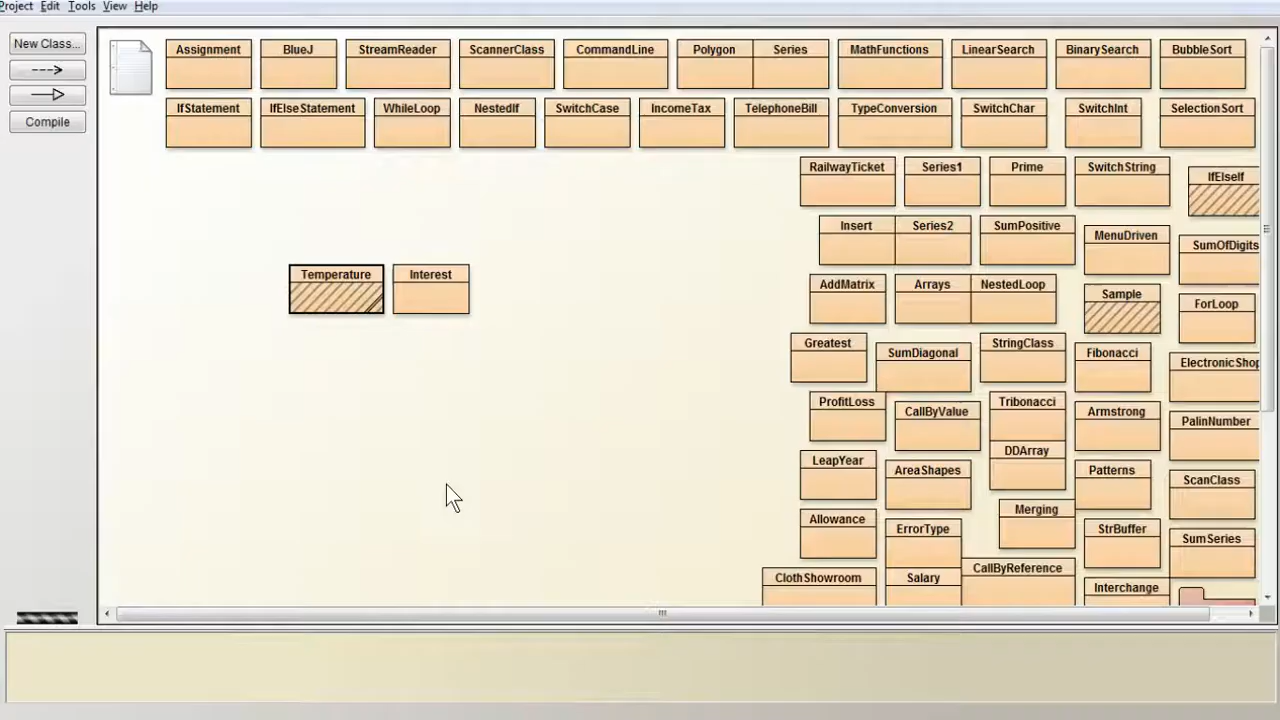 Project Edit Tools View Help
New Class...
Compile
Assignment BlueJ StreamReader ScannerClass CommandLine Polygon Series MathFunctions LinearSearch BinarySearch BubbleSort
IfStatement IfElseStatement WhileLoop NestedIf SwitchCase IncomeTax TelephoneBill TypeConversion SwitchChar SwitchInt SelectionSort
RailwayTicket Series1 Prime SwitchString IfElseIf
Insert Series2 SumPositive MenuDriven SumOfDigits
Temperature Interest
AddMatrix Arrays NestedLoop Sample ForLoop
Greatest SumDiagonal StringClass Fibonacci ElectronicShop
ProfitLoss CallByValue Tribonacci Armstrong PalinNumber
LeapYear AreaShapes DDArray Patterns ScanClass
Allowance ErrorType Merging StrBuffer SumSeries
ClothShowroom Salary CallByReference Interchange